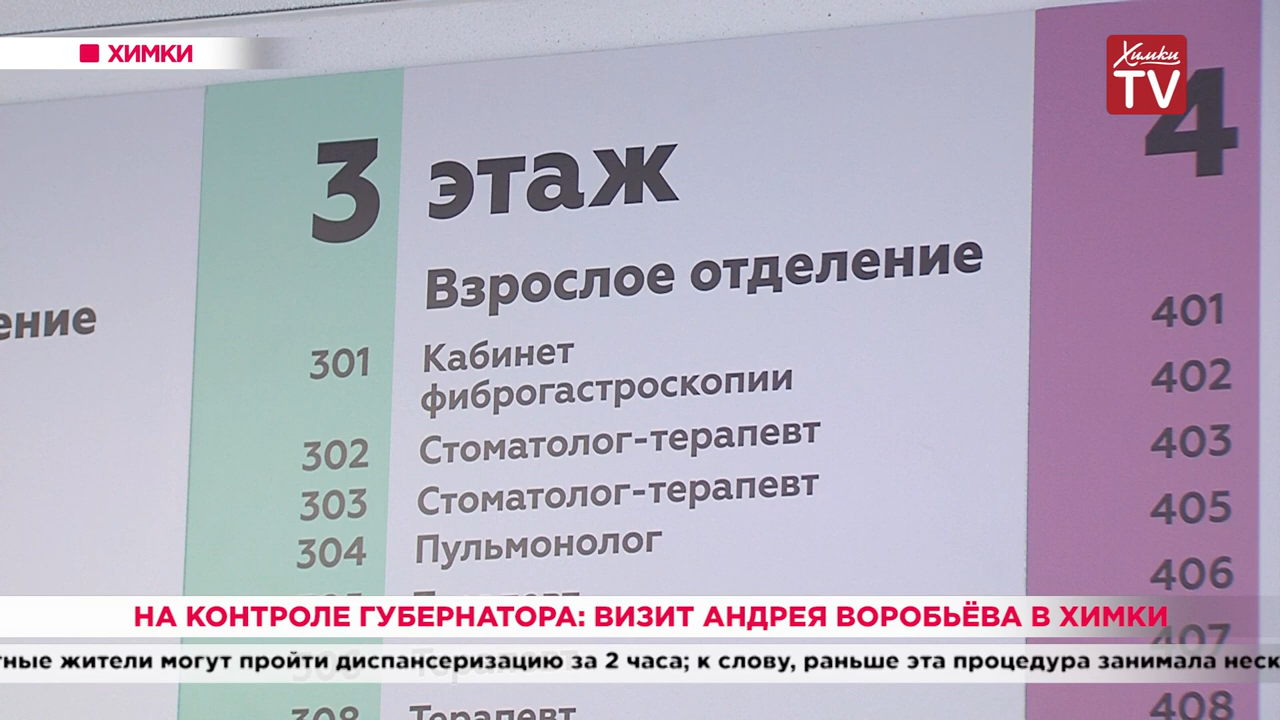 ХИМКИ
Химки
TV
3 этаж
4
Взрослое отделение
ение
301 Кабинет
фиброгастроскопии
302 Стоматолог-терапевт
303 Стоматолог-терапевт
304 Пульмонолог
401
402
403
405
406
407
408
НА КОНТРОЛЕ ГУБЕРНАТОРА: ВИЗИТ АНДРЕЯ ВОРОБЬЁВА В ХИМКИ
тные жители могут пройти диспансеризацию за 2 часа; к слову, раньше эта процедура занимала неск
308 Терапевт